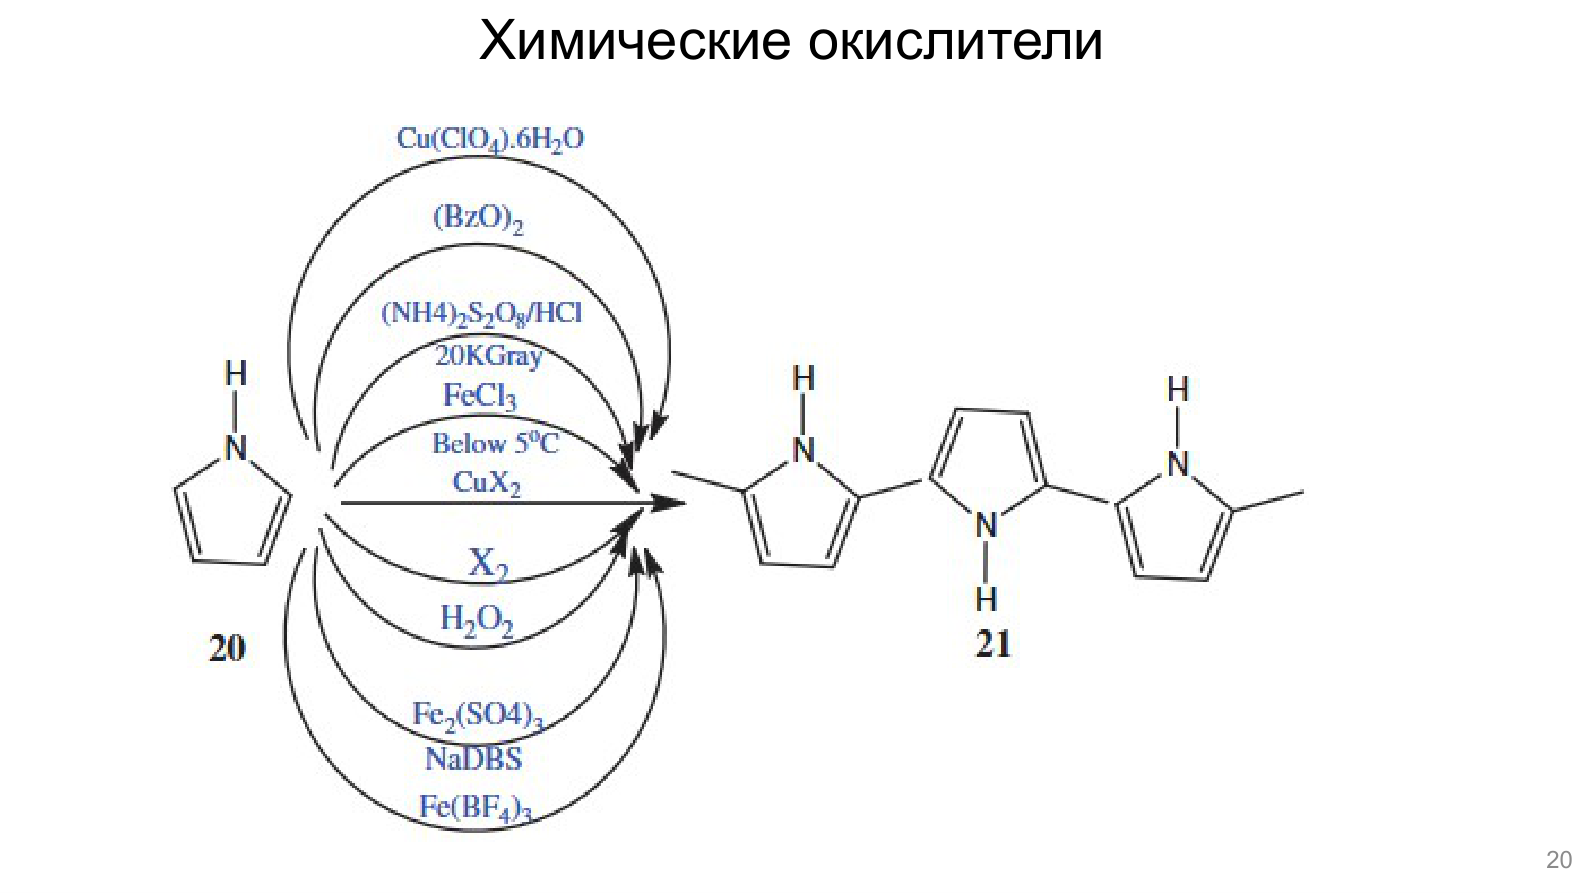 Химические окислители
Cu(ClO₄).6H₂O
(BzO)₂
(NH4)₂S₂O₈/HCl
20KGray
FeCl₃
Below 5⁰C
CuX₂
X₂
H₂O₂
Fe₂(SO4)₃
NaDBS
Fe(BF₄)₃
H
N
20
H
N
N
H
H
N
21
20